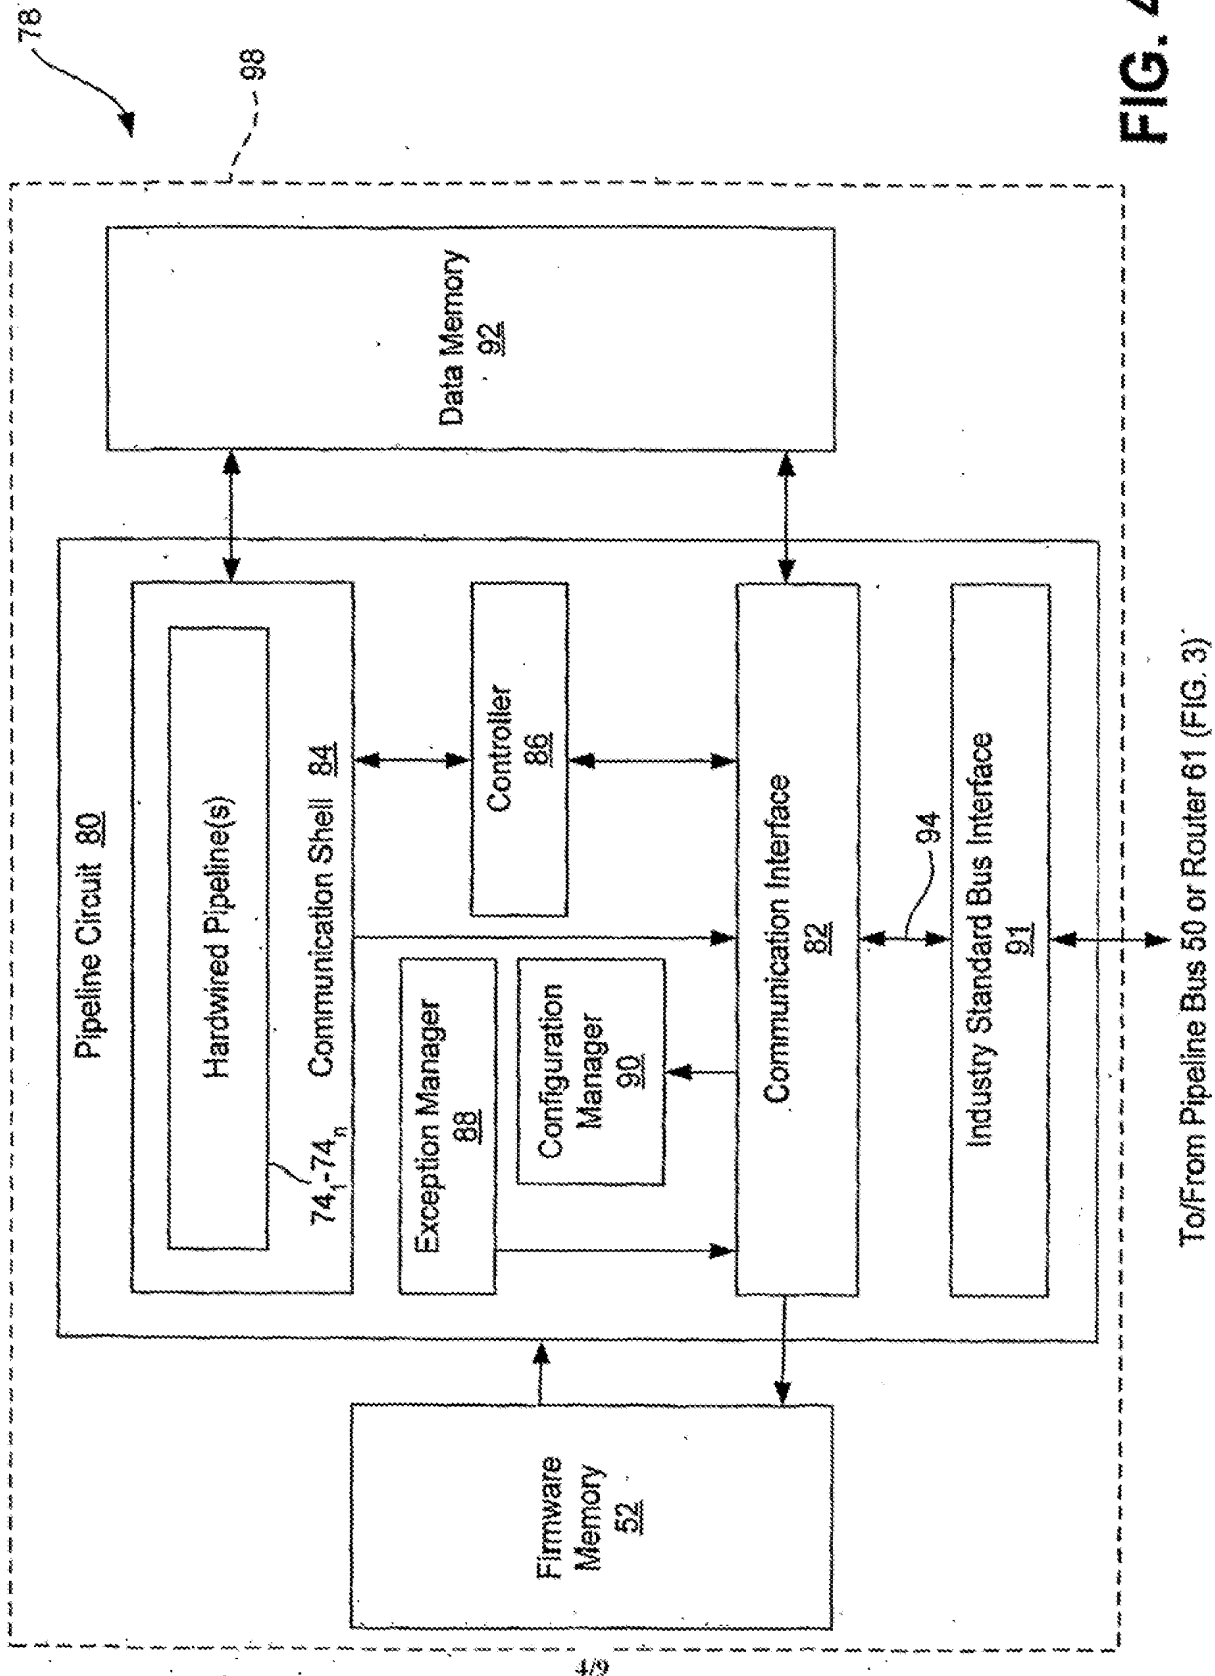 78
98
Pipeline Circuit 80
Hardwired Pipeline(s)
74₁-74ₙ
Communication Shell 84
Exception Manager
88
Controller
86
Configuration
Manager
90
Communication Interface
82
94
Industry Standard Bus Interface
91
Firmware
Memory
52
Data Memory
92
To/From Pipeline Bus 50 or Router 61 (FIG. 3)
FIG. 4
4/9